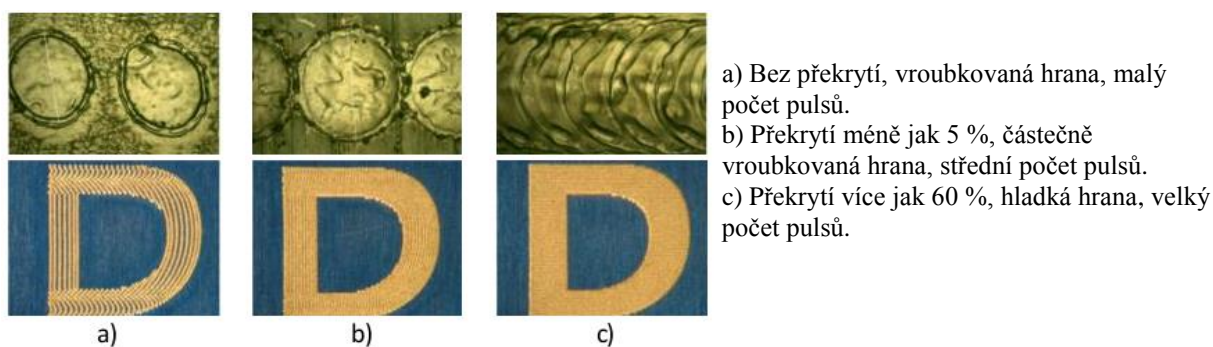 a) Bez překrytí, vroubkovaná hrana, malý
počet pulsů.
b) Překrytí méně jak 5 %, částečně
vroubkovaná hrana, střední počet pulsů.
c) Překrytí více jak 60 %, hladká hrana, velký
počet pulsů.
D
D
D
a)
b)
c)